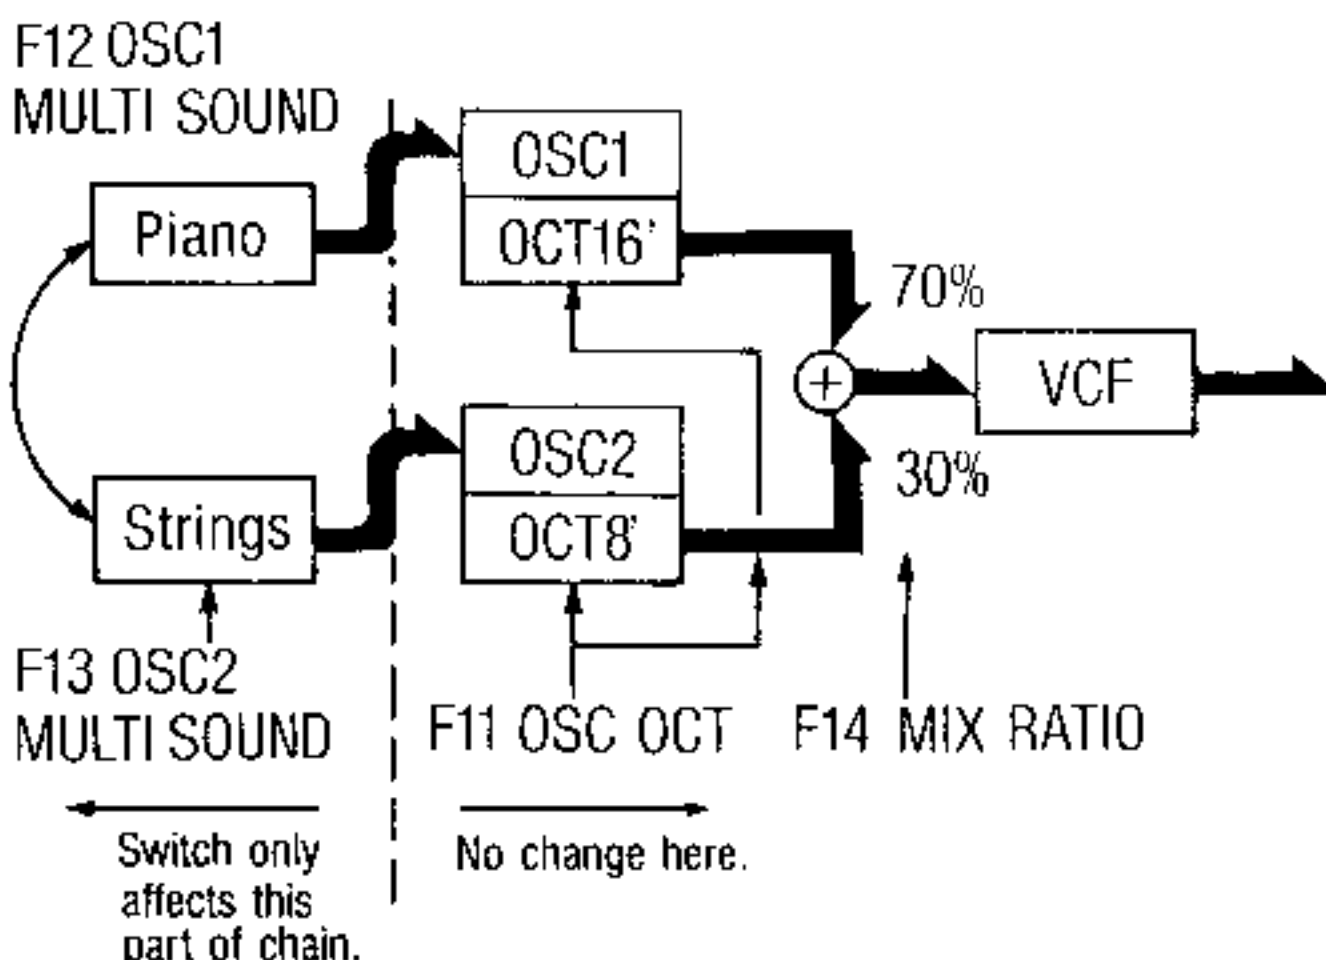 F12 OSC1
MULTI SOUND
Piano
OSC1
OCT16'
70%
+
VCF
30%
Strings
OSC2
OCT8'
F13 OSC2
MULTI SOUND
F11 OSC OCT
F14 MIX RATIO
Switch only
affects this
part of chain.
No change here.